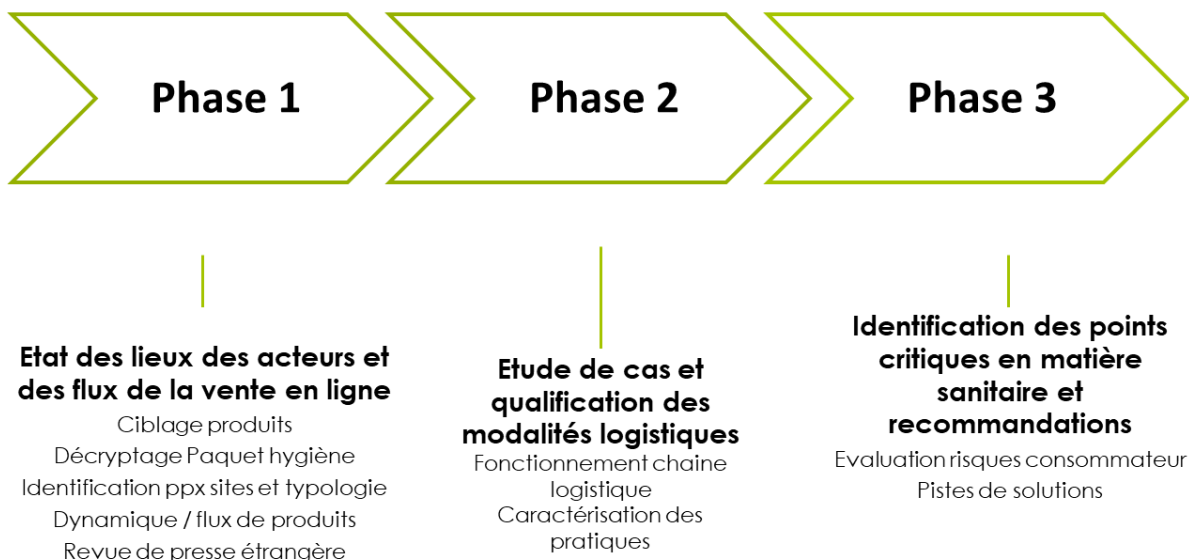 Phase 1
Phase 2
Phase 3
Etat des lieux des acteurs et
des flux de la vente en ligne
Ciblage produits
Décryptage Paquet hygiène
Identification ppx sites et typologie
Dynamique / flux de produits
Revue de presse étrangère
Etude de cas et
qualification des
modalités logistiques
Fonctionnement chaine
logistique
Caractérisation des
pratiques
Identification des points
critiques en matière
sanitaire et
recommandations
Evaluation risques consommateur
Pistes de solutions